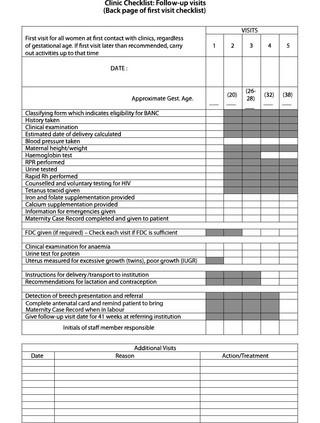 Clinic Checklist: Follow-up visits
(Back page of first visit checklist)
VISITS
First visit for all women at first contact with clinics, regardless
of gestational age. If first visit later than recommended, carry
out activities up to that time
1 2 3 4 5
DATE :
Approximate Gest. Age.
(20) (26-28) (32) (38)
Classifying form which indicates eligibility for BANC
History taken
Clinical examination
Estimated date of delivery calculated
Blood pressure taken
Maternal height/weight
Haemoglobin test
RPR performed
Urine tested
Rapid Rh performed
Counselled and voluntary testing for HIV
Tetanus toxoid given
Iron and folate supplementation provided
Calcium supplementation provided
Information for emergencies given
Maternity Case Record completed and given to patient
FDC given (if required) – Check each visit if FDC is sufficient
Clinical examination for anaemia
Urine test for protein
Uterus measured for excessive growth (twins), poor growth (IUGR)
Instructions for delivery/transport to institution
Recommendations for lactation and contraception
Detection of breech presentation and referral
Complete antenatal card and remind patient to bring
Maternity Case Record when in labour
Give follow-up visit date for 41 weeks at referring institution
Initials of staff member responsible
Additional Visits
Date Reason Action/Treatment